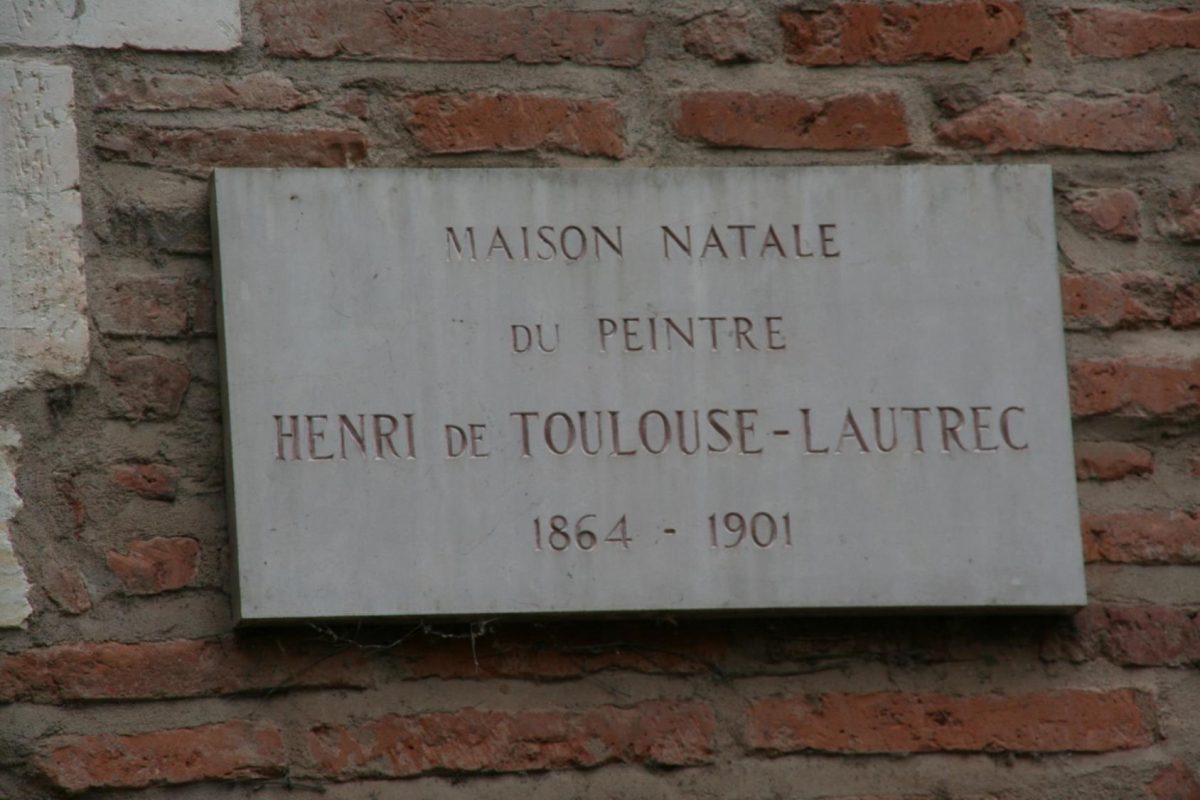 MAISON NATALE
DU PEINTRE
HENRI DE TOULOUSE-LAUTREC
1864 - 1901